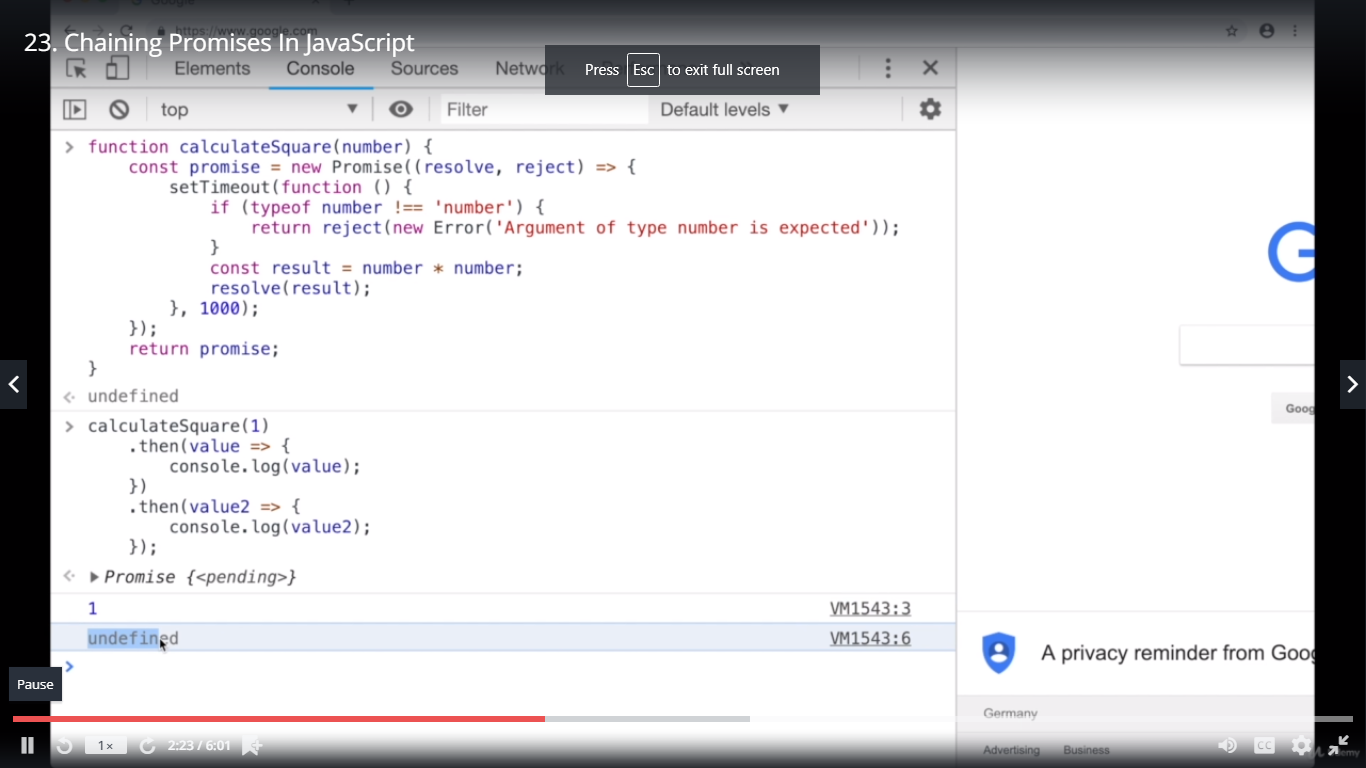 Google
https://www.google.com
23. Chaining Promises In JavaScript
Elements Console Sources Network
Press Esc to exit full screen
top Filter Default levels
function calculateSquare(number) {
const promise = new Promise((resolve, reject) => {
setTimeout(function () {
if (typeof number !== 'number') {
return reject(new Error('Argument of type number is expected'));
}
const result = number * number;
resolve(result);
}, 1000);
});
return promise;
}
undefined
calculateSquare(1)
.then(value => {
console.log(value);
})
.then(value2 => {
console.log(value2);
});
Promise {<pending>}
1 VM1543:3
undefined VM1543:6
Goog
A privacy reminder from Goog
Germany
Advertising Business
Pause
1× 2:23 / 6:01
CC